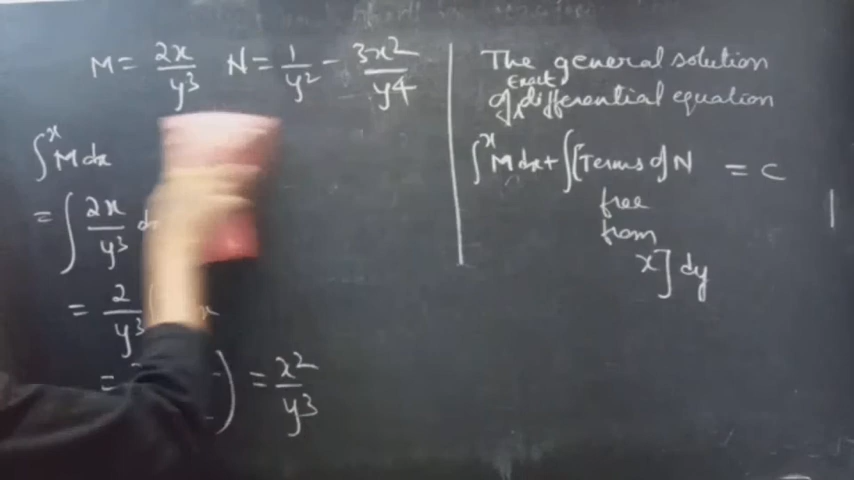 M = 2x/y³ N = 1/y² - 3x²/y4
∫ˣ M dx
= ∫ 2x/y³
= 2/y³
=
= x²/y³
The general solution
of Exact differential equation
∫ˣ M dx + ∫[Terms of N = C
free
from
x] dy